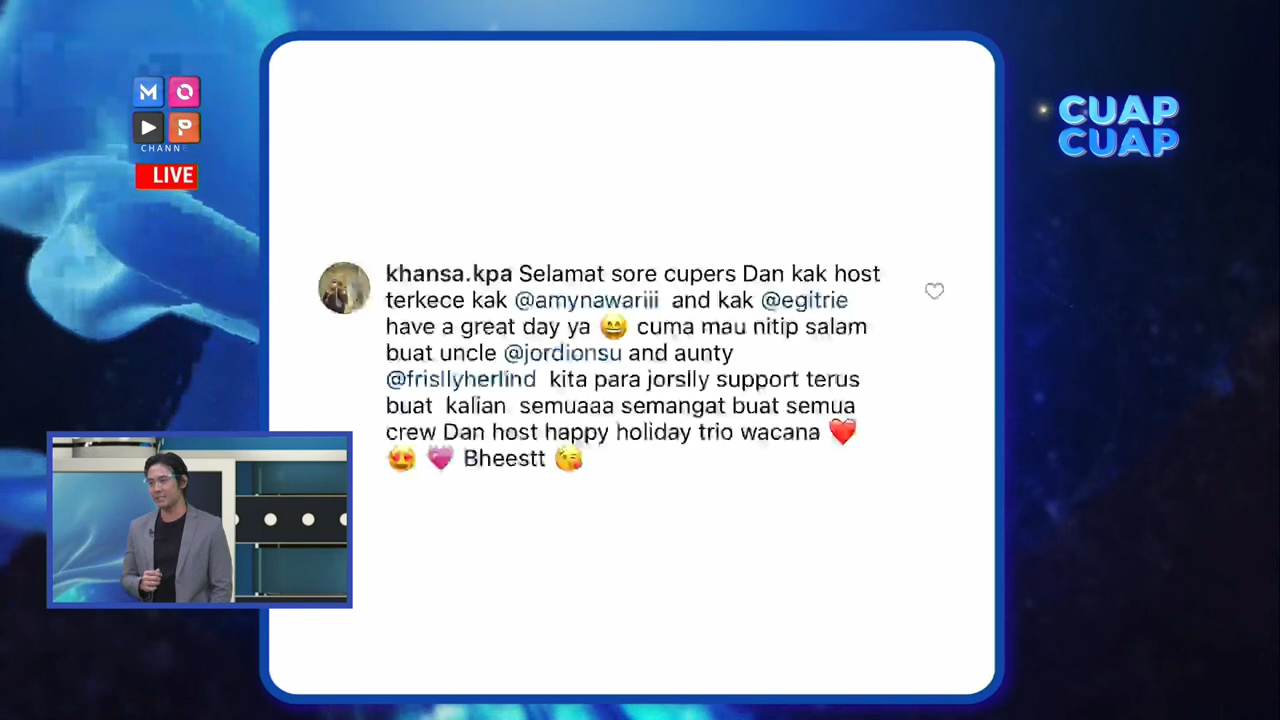 M O
P
CHANNE
LIVE
CUAP
CUAP
khansa.kpa Selamat sore cupers Dan kak host
terkece kak @amynawariii and kak @egitrie
have a great day ya 😄 cuma mau nitip salam
buat uncle @jordionsu and aunty
@frisllyherlind kita para jorslly support terus
buat kalian semuaaa semangat buat semua
crew Dan host happy holiday trio wacana ❤️
😍 💗 Bheestt 😘